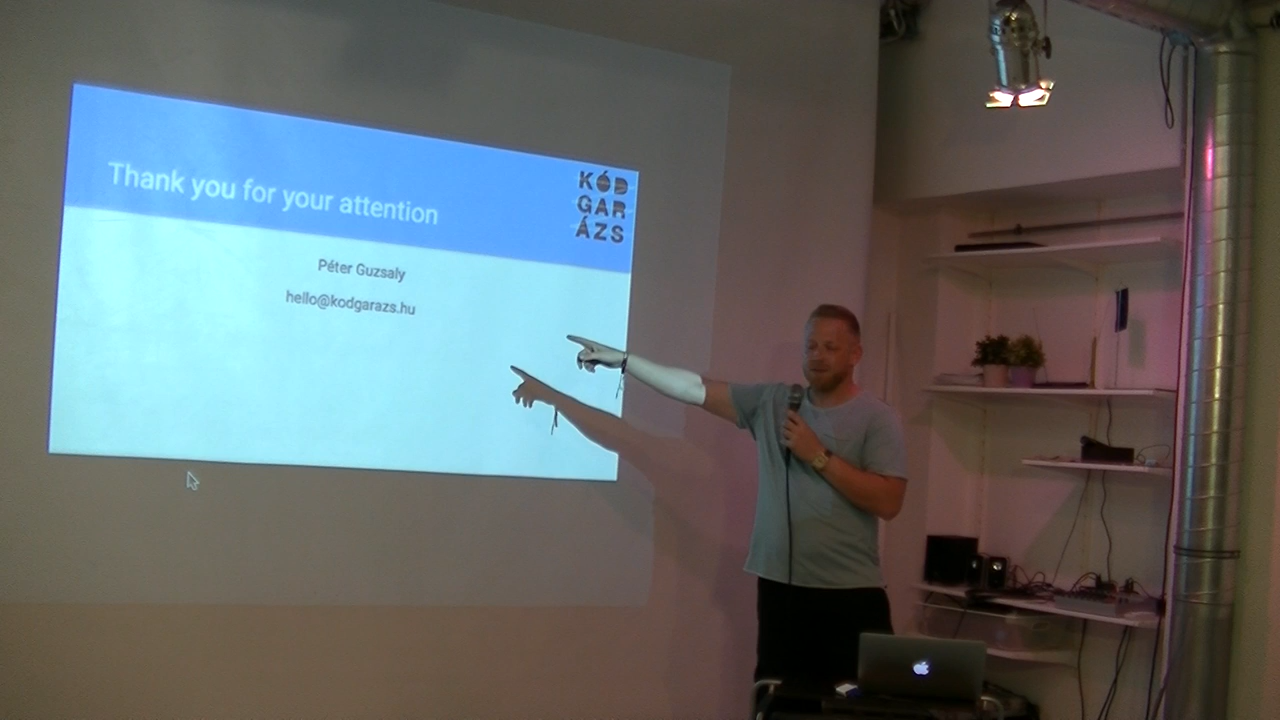 Thank you for your attention
KÓD
GAR
ÁZS
Péter Guzsaly
hello@kodgarazs.hu